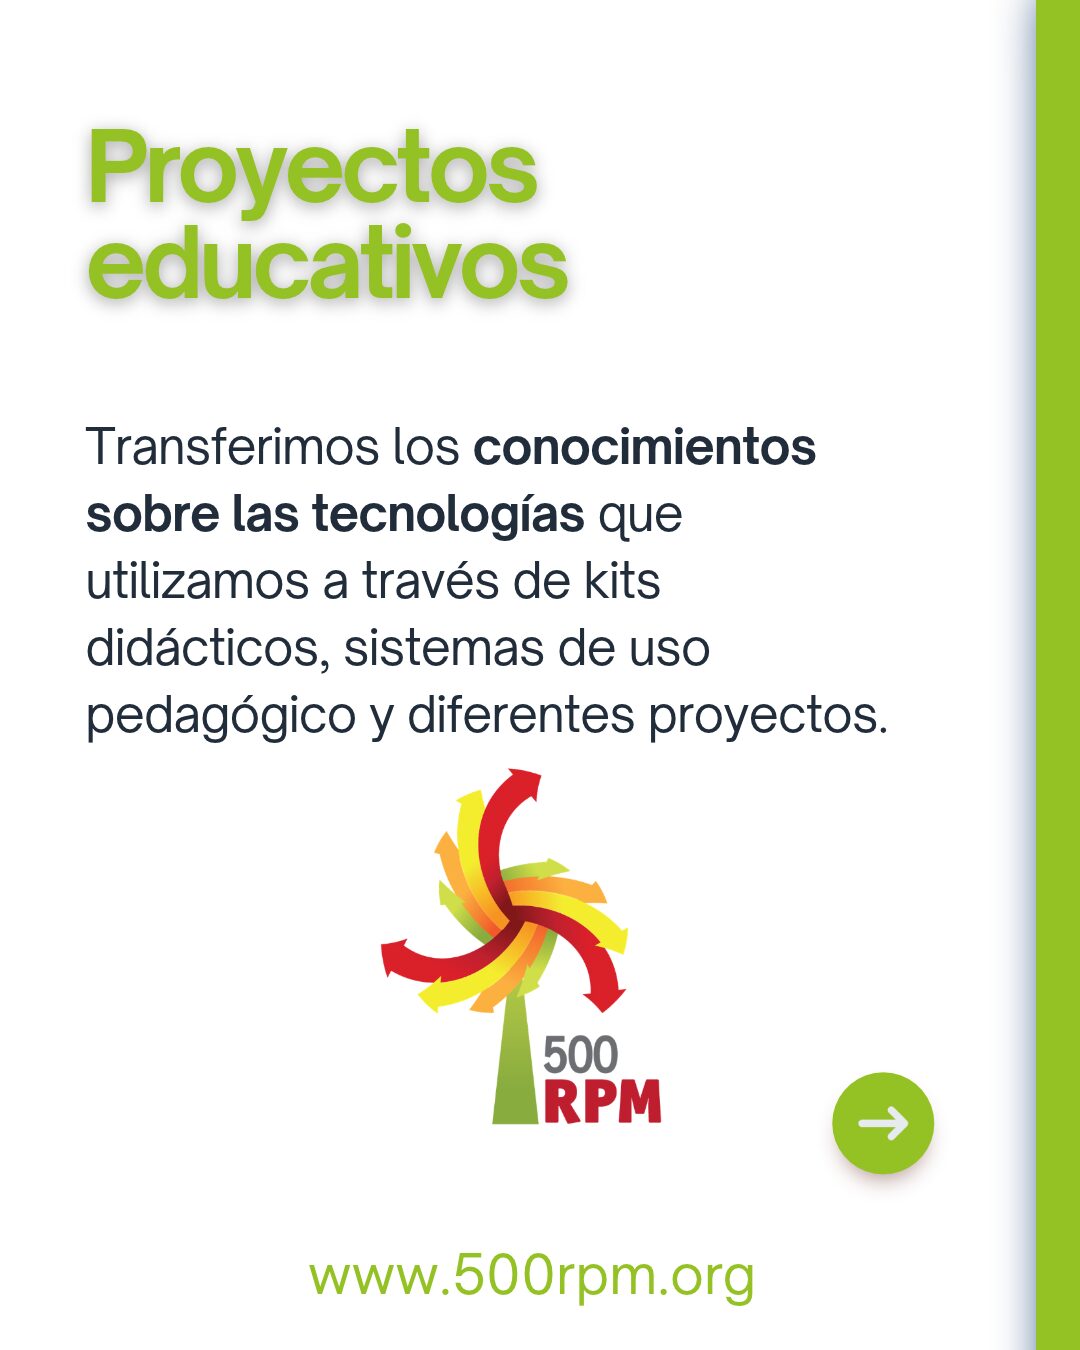 Proyectos
educativos
Transferimos los conocimientos
sobre las tecnologías que
utilizamos a través de kits
didácticos, sistemas de uso
pedagógico y diferentes proyectos.
500
RPM
www.500rpm.org